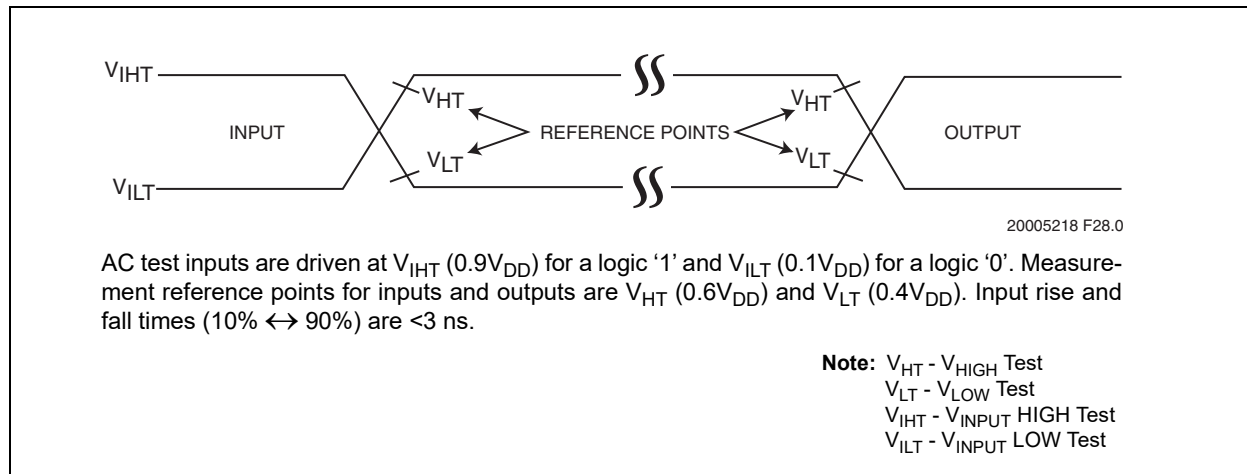 VIHT
VHT
VHT
INPUT
REFERENCE POINTS
OUTPUT
VLT
VLT
VILT
20005218 F28.0
AC test inputs are driven at VIHT (0.9VDD) for a logic ‘1’ and VILT (0.1VDD) for a logic ‘0’. Measure-
ment reference points for inputs and outputs are VHT (0.6VDD) and VLT (0.4VDD). Input rise and
fall times (10% ↔ 90%) are <3 ns.
Note: VHT - VHIGH Test
VLT - VLOW Test
VIHT - VINPUT HIGH Test
VILT - VINPUT LOW Test